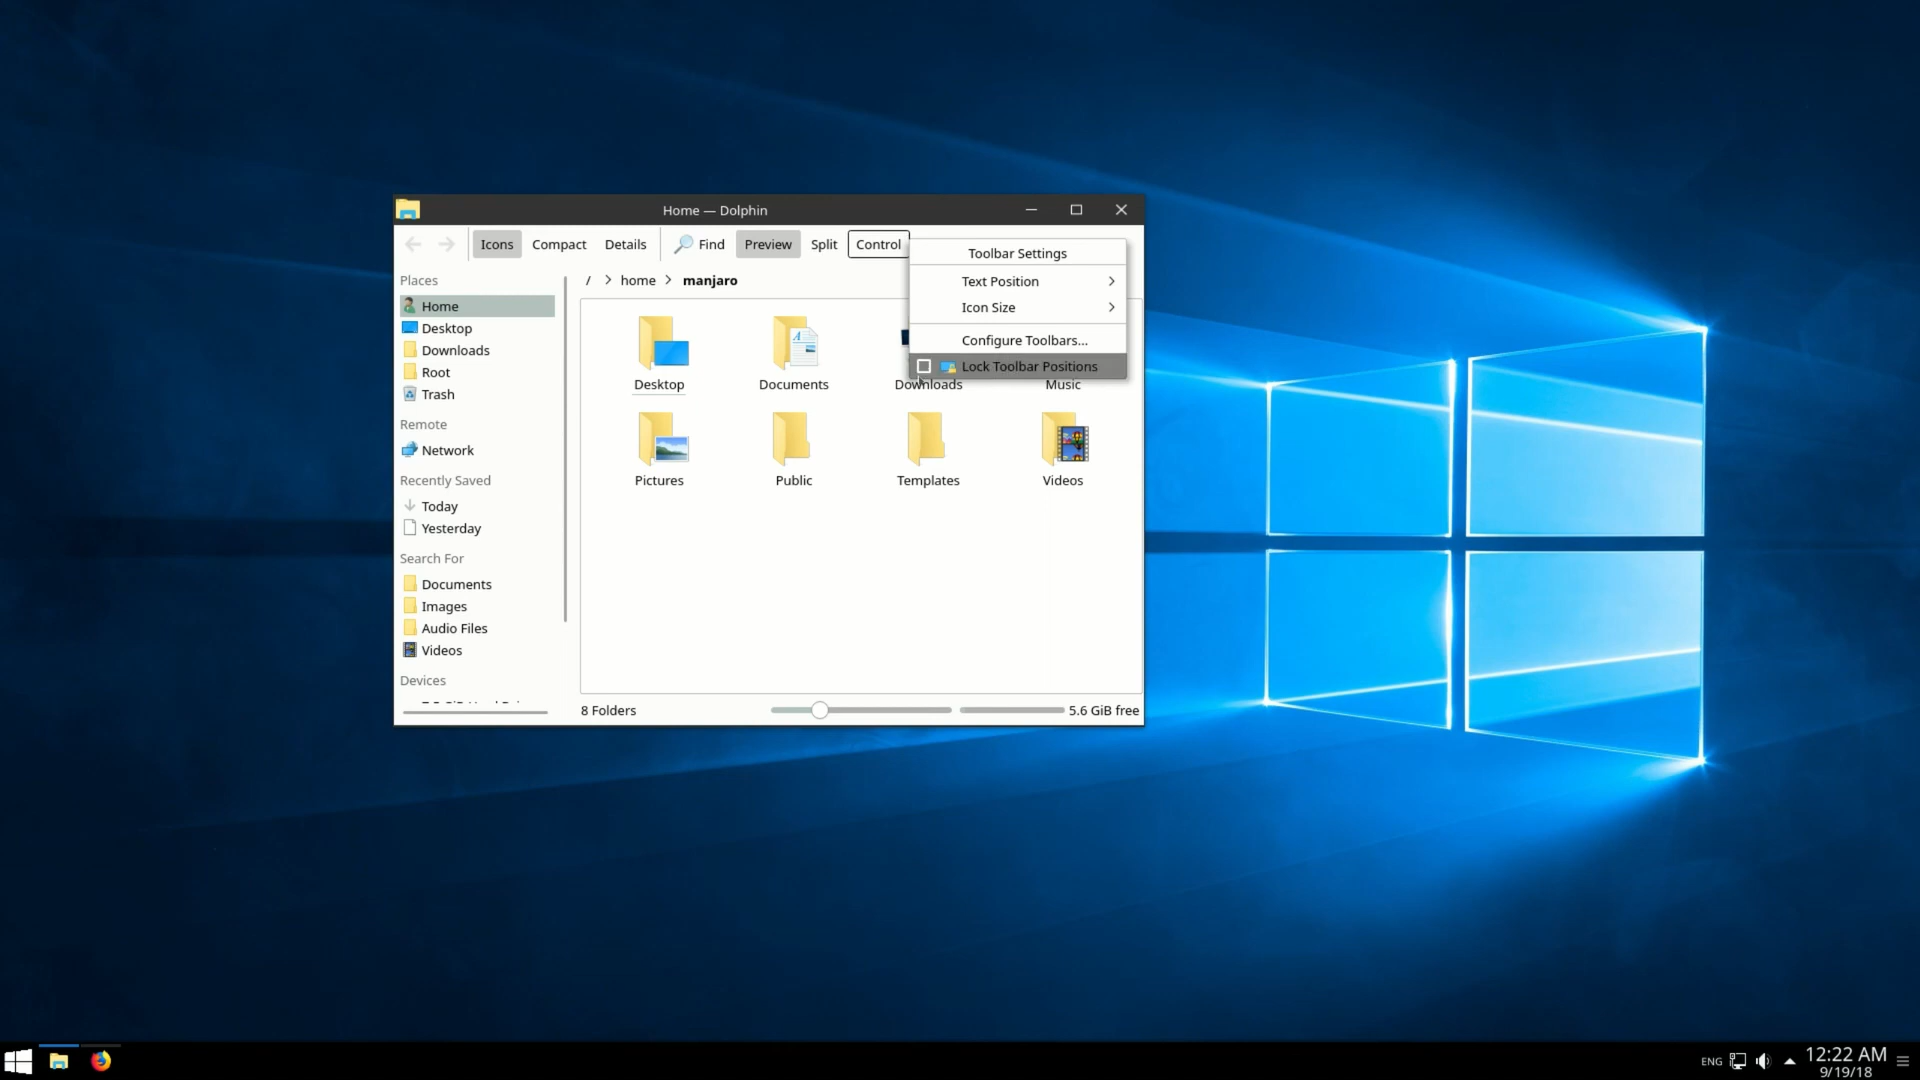 Home — Dolphin
Icons Compact Details Find Preview Split Control
Toolbar Settings
Text Position
Icon Size
Configure Toolbars...
Lock Toolbar Positions
Places
Home
Desktop
Downloads
Root
Trash
Remote
Network
Recently Saved
Today
Yesterday
Search For
Documents
Images
Audio Files
Videos
Devices
/ > home > manjaro
Desktop Documents Downloads Music
Pictures Public Templates Videos
8 Folders 5.6 GiB free
ENG 12:22 AM
9/19/18